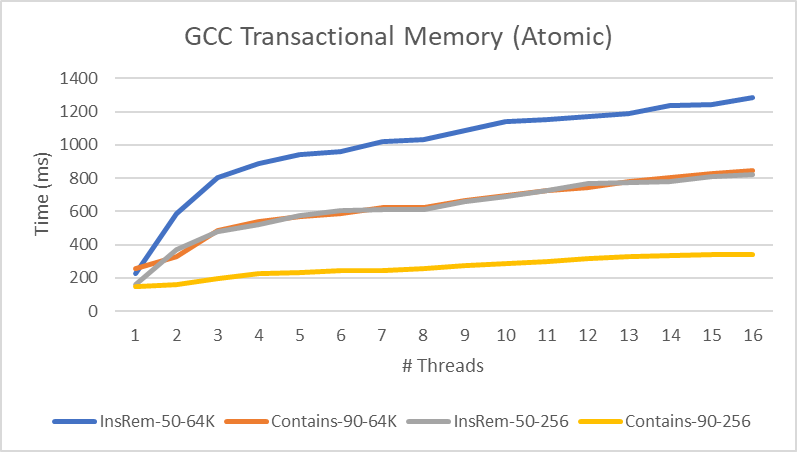 GCC Transactional Memory (Atomic)
1400
1200
1000
800
600
400
200
0
Time (ms)
1 2 3 4 5 6 7 8 9 10 11 12 13 14 15 16
# Threads
InsRem-50-64K Contains-90-64K InsRem-50-256 Contains-90-256